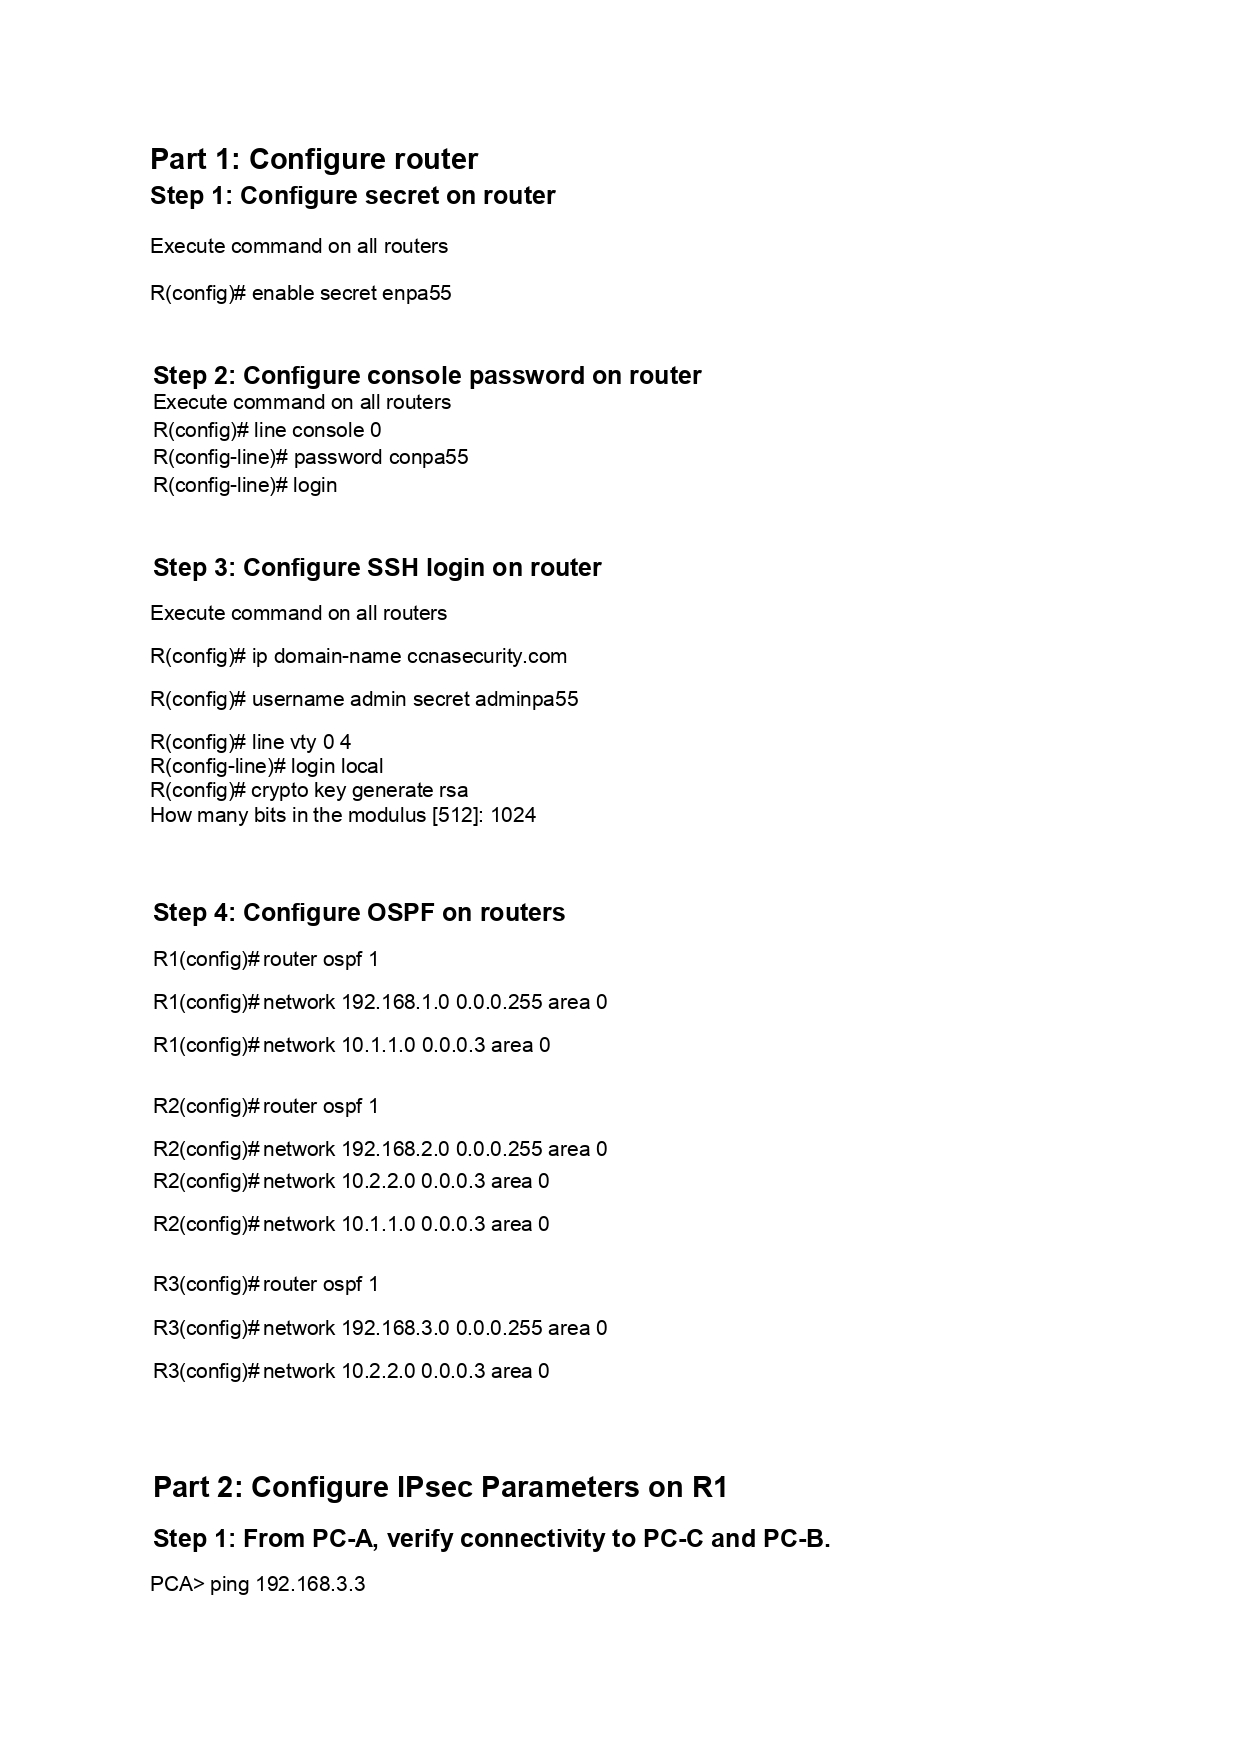 Part 1: Configure router
Step 1: Configure secret on router
Execute command on all routers
R(config)# enable secret enpa55
Step 2: Configure console password on router
Execute command on all routers
R(config)# line console 0
R(config-line)# password conpa55
R(config-line)# login
Step 3: Configure SSH login on router
Execute command on all routers
R(config)# ip domain-name ccnasecurity.com
R(config)# username admin secret adminpa55
R(config)# line vty 0 4
R(config-line)# login local
R(config)# crypto key generate rsa
How many bits in the modulus [512]: 1024
Step 4: Configure OSPF on routers
R1(config)# router ospf 1
R1(config)# network 192.168.1.0 0.0.0.255 area 0
R1(config)# network 10.1.1.0 0.0.0.3 area 0
R2(config)# router ospf 1
R2(config)# network 192.168.2.0 0.0.0.255 area 0
R2(config)# network 10.2.2.0 0.0.0.3 area 0
R2(config)# network 10.1.1.0 0.0.0.3 area 0
R3(config)# router ospf 1
R3(config)# network 192.168.3.0 0.0.0.255 area 0
R3(config)# network 10.2.2.0 0.0.0.3 area 0
Part 2: Configure IPsec Parameters on R1
Step 1: From PC-A, verify connectivity to PC-C and PC-B.
PCA> ping 192.168.3.3